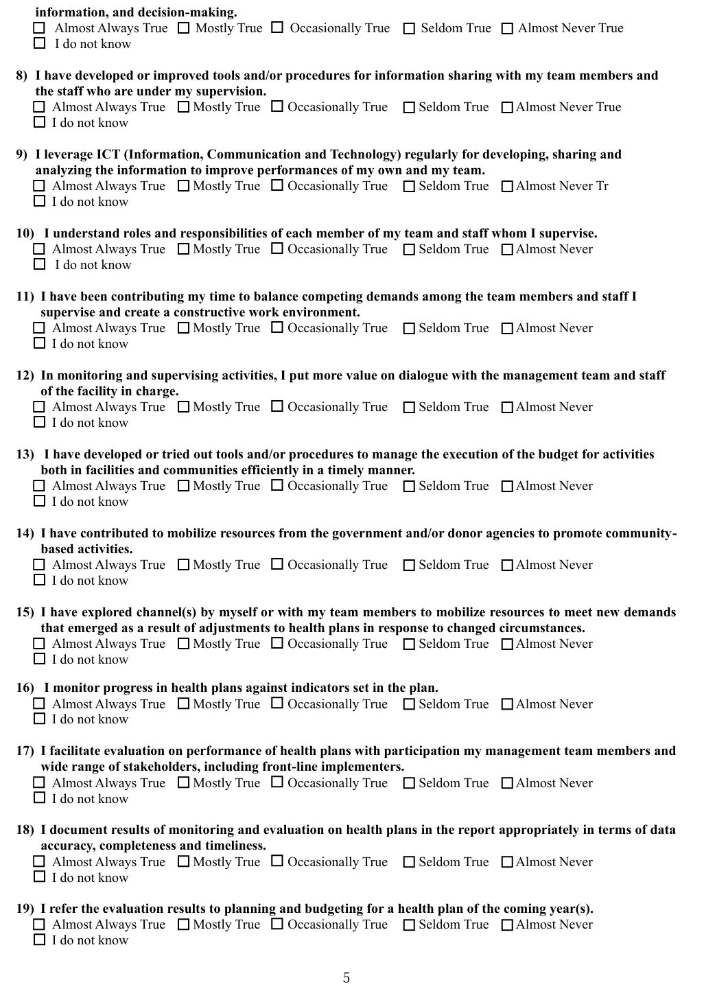 information, and decision-making.
☐ Almost Always True ☐ Mostly True ☐ Occasionally True ☐ Seldom True ☐ Almost Never True
☐ I do not know
8) I have developed or improved tools and/or procedures for information sharing with my team members and
the staff who are under my supervision.
☐ Almost Always True ☐ Mostly True ☐ Occasionally True ☐ Seldom True ☐ Almost Never True
☐ I do not know
9) I leverage ICT (Information, Communication and Technology) regularly for developing, sharing and
analyzing the information to improve performances of my own and my team.
☐ Almost Always True ☐ Mostly True ☐ Occasionally True ☐ Seldom True ☐ Almost Never Tr
☐ I do not know
10) I understand roles and responsibilities of each member of my team and staff whom I supervise.
☐ Almost Always True ☐ Mostly True ☐ Occasionally True ☐ Seldom True ☐ Almost Never
☐ I do not know
11) I have been contributing my time to balance competing demands among the team members and staff I
supervise and create a constructive work environment.
☐ Almost Always True ☐ Mostly True ☐ Occasionally True ☐ Seldom True ☐ Almost Never
☐ I do not know
12) In monitoring and supervising activities, I put more value on dialogue with the management team and staff
of the facility in charge.
☐ Almost Always True ☐ Mostly True ☐ Occasionally True ☐ Seldom True ☐ Almost Never
☐ I do not know
13) I have developed or tried out tools and/or procedures to manage the execution of the budget for activities
both in facilities and communities efficiently in a timely manner.
☐ Almost Always True ☐ Mostly True ☐ Occasionally True ☐ Seldom True ☐ Almost Never
☐ I do not know
14) I have contributed to mobilize resources from the government and/or donor agencies to promote community-
based activities.
☐ Almost Always True ☐ Mostly True ☐ Occasionally True ☐ Seldom True ☐ Almost Never
☐ I do not know
15) I have explored channel(s) by myself or with my team members to mobilize resources to meet new demands
that emerged as a result of adjustments to health plans in response to changed circumstances.
☐ Almost Always True ☐ Mostly True ☐ Occasionally True ☐ Seldom True ☐ Almost Never
☐ I do not know
16) I monitor progress in health plans against indicators set in the plan.
☐ Almost Always True ☐ Mostly True ☐ Occasionally True ☐ Seldom True ☐ Almost Never
☐ I do not know
17) I facilitate evaluation on performance of health plans with participation my management team members and
wide range of stakeholders, including front-line implementers.
☐ Almost Always True ☐ Mostly True ☐ Occasionally True ☐ Seldom True ☐ Almost Never
☐ I do not know
18) I document results of monitoring and evaluation on health plans in the report appropriately in terms of data
accuracy, completeness and timeliness.
☐ Almost Always True ☐ Mostly True ☐ Occasionally True ☐ Seldom True ☐ Almost Never
☐ I do not know
19) I refer the evaluation results to planning and budgeting for a health plan of the coming year(s).
☐ Almost Always True ☐ Mostly True ☐ Occasionally True ☐ Seldom True ☐ Almost Never
☐ I do not know
5